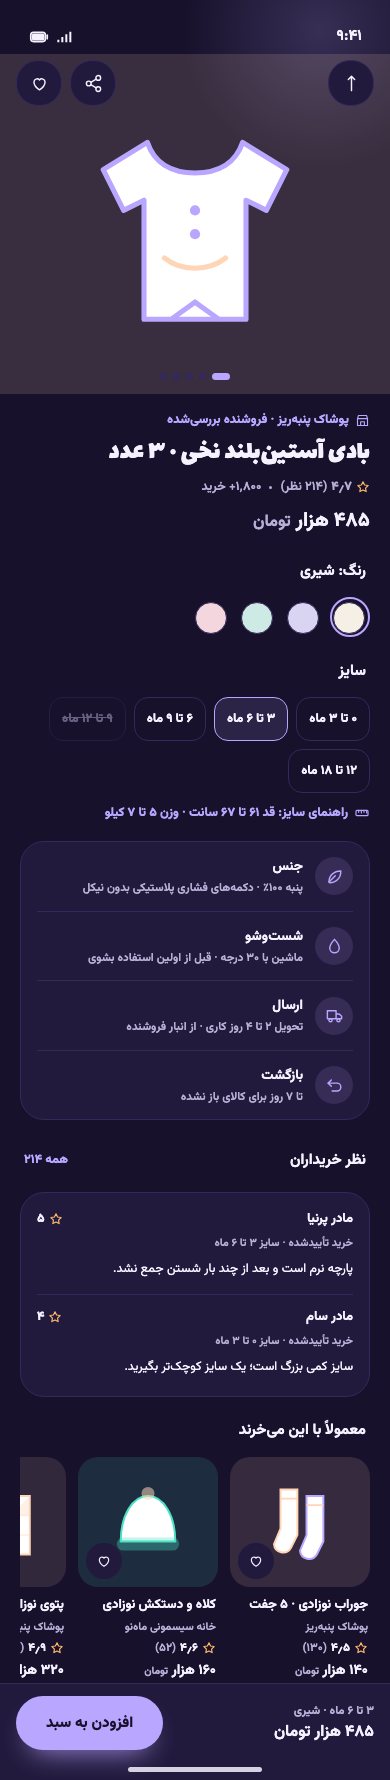 ۹:۴۱
پوشاک پنبه‌ریز · فروشنده بررسی‌شده
بادی آستین‌بلند نخی · ۳ عدد
۴٫۷ (۲۱۴ نظر) · ۱,۸۰۰+ خرید
۴۸۵ هزار تومان
رنگ: شیری
سایز
۰ تا ۳ ماه
۳ تا ۶ ماه
۶ تا ۹ ماه
۹ تا ۱۲ ماه
۱۲ تا ۱۸ ماه
راهنمای سایز: قد ۶۱ تا ۶۷ سانت · وزن ۵ تا ۷ کیلو
جنس
پنبه ۱۰۰٪ · دکمه‌های فشاری پلاستیکی بدون نیکل
شست‌وشو
ماشین با ۳۰ درجه · قبل از اولین استفاده بشوی
ارسال
تحویل ۲ تا ۴ روز کاری · از انبار فروشنده
بازگشت
تا ۷ روز برای کالای باز نشده
نظر خریداران
همه ۲۱۴
مادر پرنیا
۵
خرید تأییدشده · سایز ۳ تا ۶ ماه
پارچه نرم است و بعد از چند بار شستن جمع نشد.
مادر سام
۴
خرید تأییدشده · سایز ۰ تا ۳ ماه
سایز کمی بزرگ است؛ یک سایز کوچک‌تر بگیرید.
معمولاً با این می‌خرند
جوراب نوزادی · ۵ جفت
پوشاک پنبه‌ریز
۴٫۵ (۱۳۰)
۱۴۰ هزار تومان
کلاه و دستکش نوزادی
خانه سیسمونی ماه‌نو
۴٫۶ (۵۲)
۱۶۰ هزار تومان
پتوی
پوشاک
۴٫۹
۳۲۰
۳ تا ۶ ماه · شیری
۴۸۵ هزار تومان
افزودن به سبد